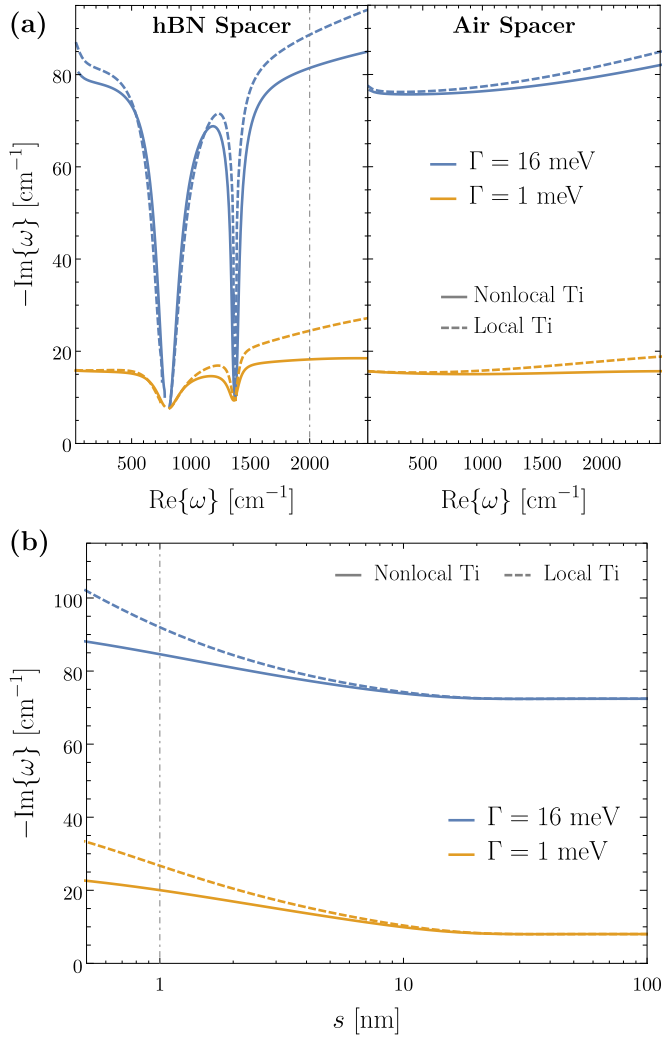 (a)
hBN Spacer
Air Spacer
−Im{ω} [cm⁻¹]
80
60
40
20
0
Γ = 16 meV
Γ = 1 meV
Nonlocal Ti
Local Ti
500 1000 1500 2000
500 1000 1500 2000
Re{ω} [cm⁻¹]
Re{ω} [cm⁻¹]
(b)
Nonlocal Ti Local Ti
−Im{ω} [cm⁻¹]
100
80
60
40
20
0
Γ = 16 meV
Γ = 1 meV
1 10 100
s [nm]